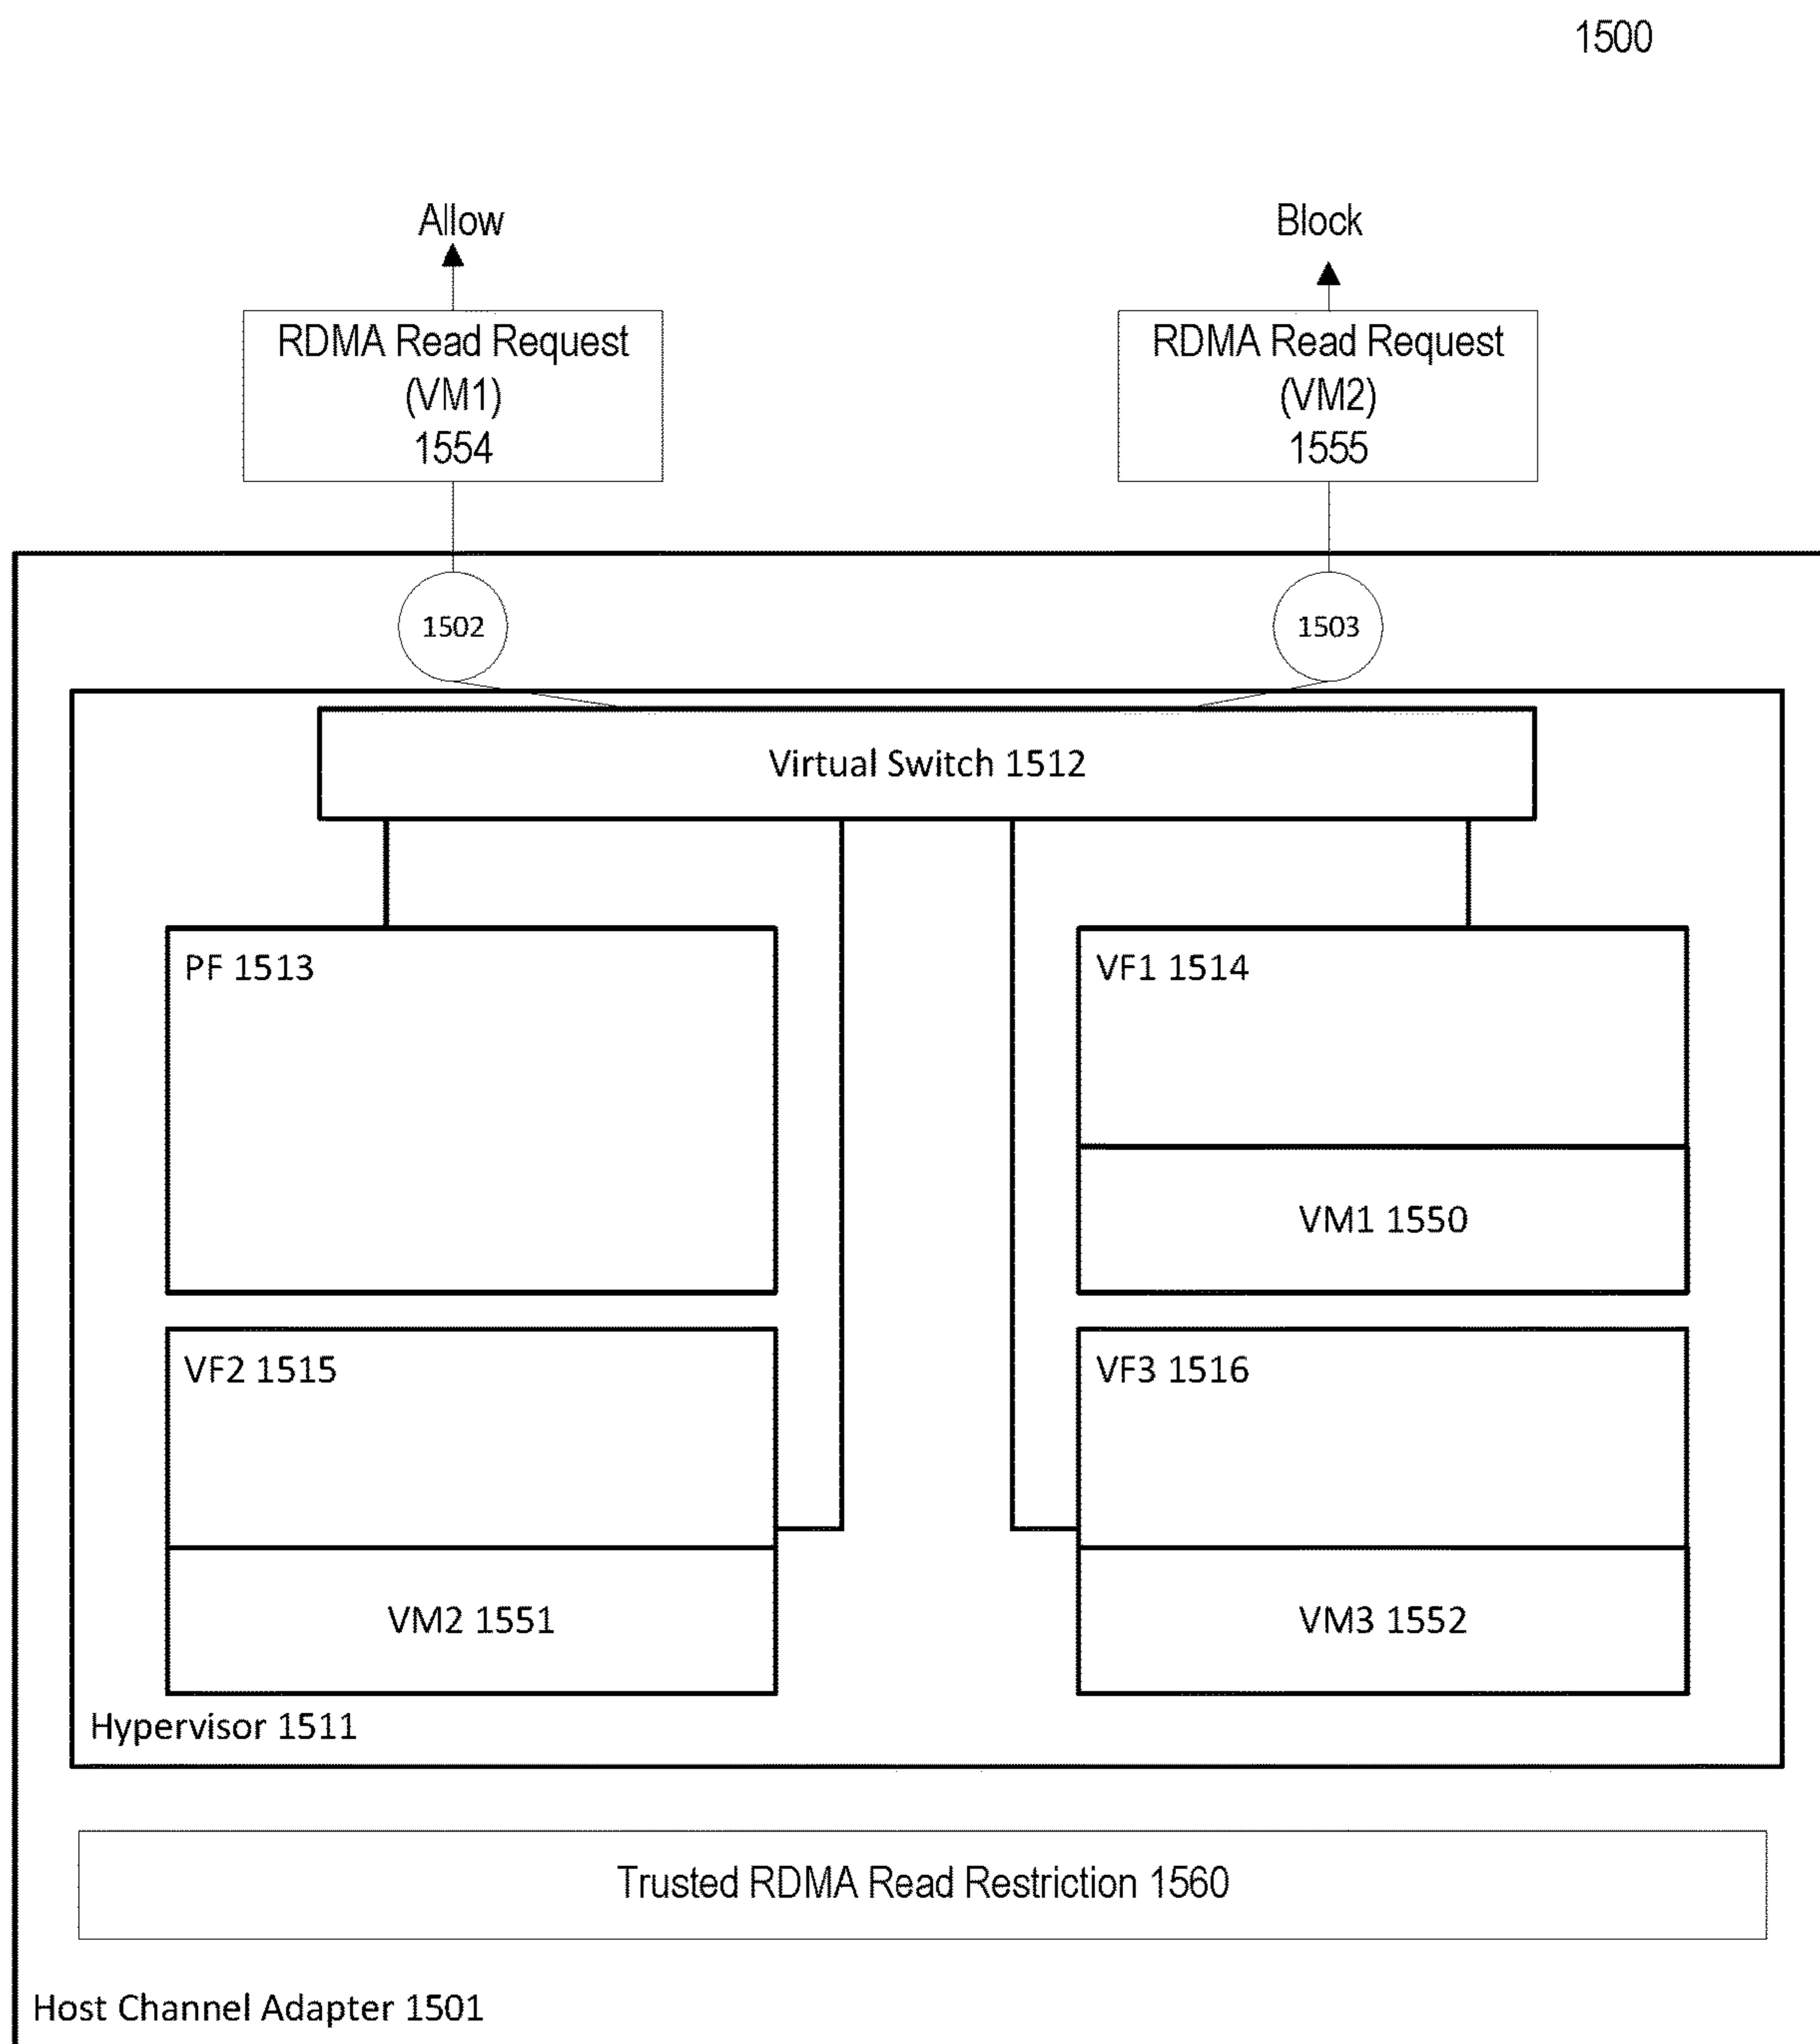 1500
Allow
Block
RDMA Read Request
(VM1)
1554
RDMA Read Request
(VM2)
1555
1502
1503
Virtual Switch 1512
PF 1513
VF1 1514
VM1 1550
VF2 1515
VF3 1516
VM2 1551
VM3 1552
Hypervisor 1511
Trusted RDMA Read Restriction 1560
Host Channel Adapter 1501